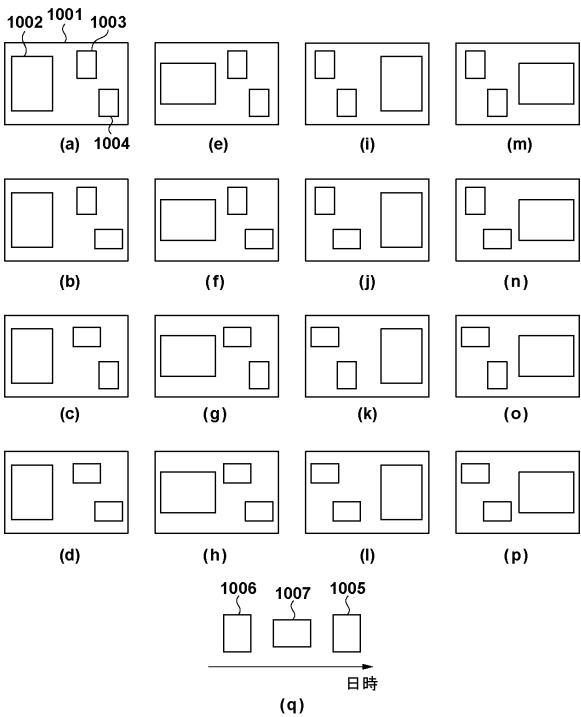 1002 1001 1003
1004
(a) (e) (i) (m)
(b) (f) (j) (n)
(c) (g) (k) (o)
(d) (h) (l) (p)
1006 1007 1005
日時
(q)